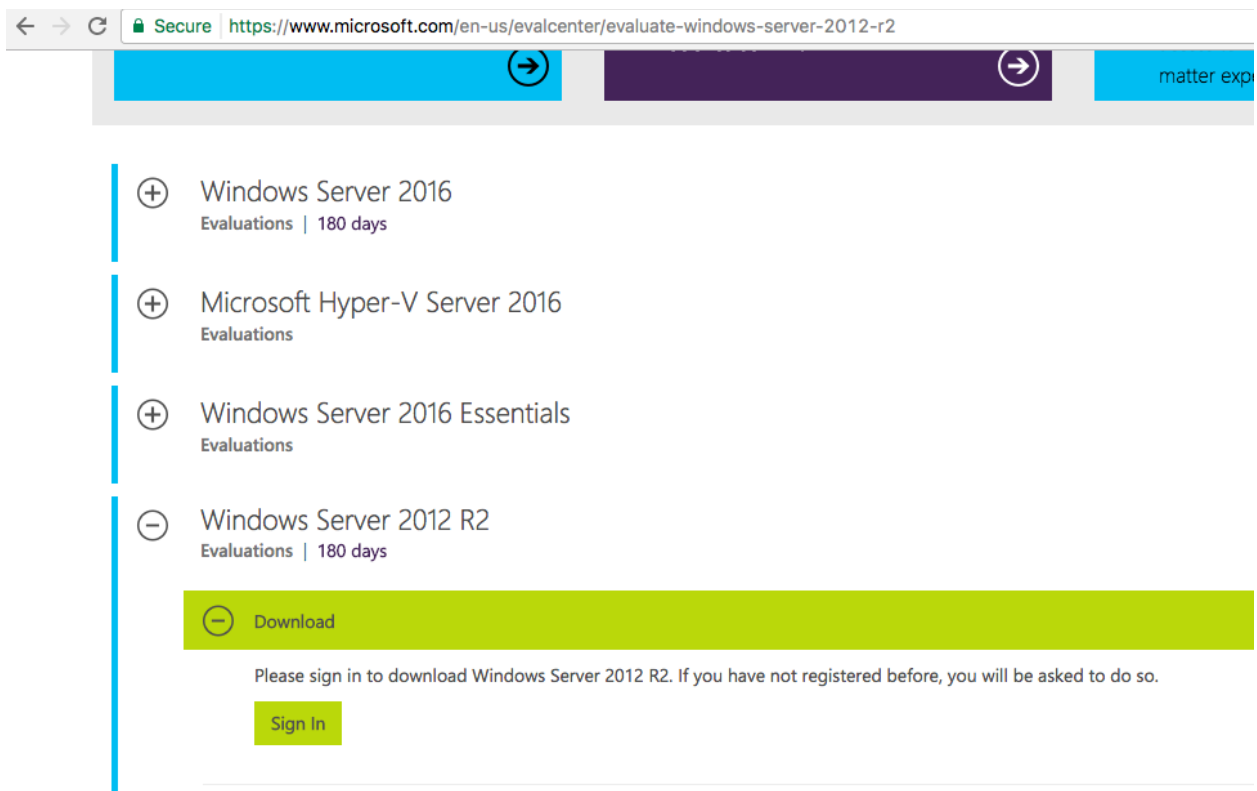 Secure https://www.microsoft.com/en-us/evalcenter/evaluate-windows-server-2012-r2
matter
Windows Server 2016
Evaluations | 180 days
Microsoft Hyper-V Server 2016
Evaluations
Windows Server 2016 Essentials
Evaluations
Windows Server 2012 R2
Evaluations | 180 days
Download
Please sign in to download Windows Server 2012 R2. If you have not registered before, you will be asked to do so.
Sign In